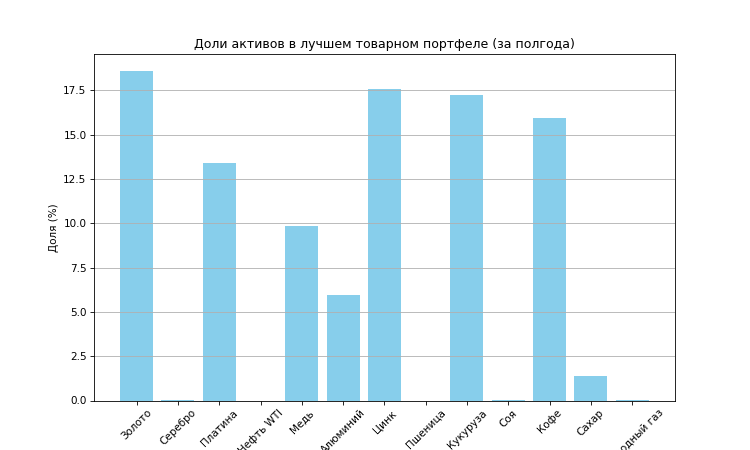 Доли активов в лучшем товарном портфеле (за полгода)
Доля (%)
17.5
15.0
12.5
10.0
7.5
5.0
2.5
0.0
Золото
Серебро
Платина
Нефть WTI
Медь
Алюминий
Цинк
Пшеница
Кукуруза
Соя
Кофе
Сахар
газ